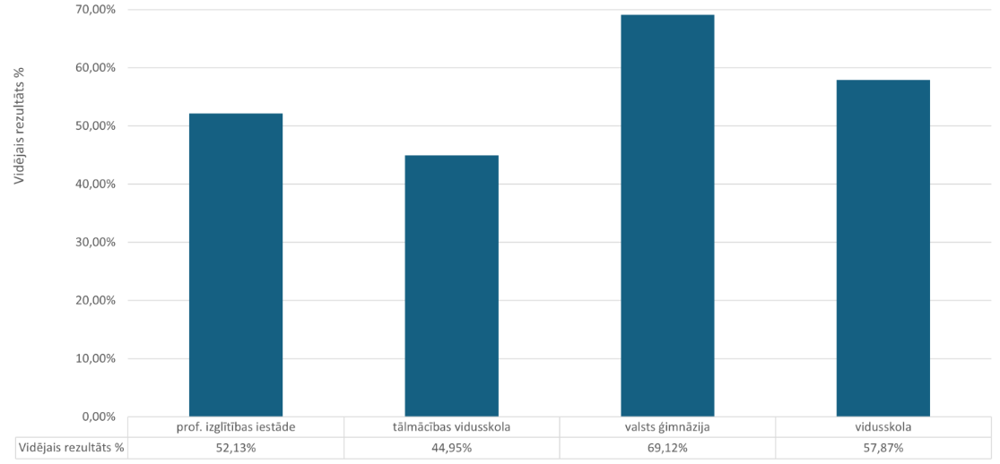 70,00%
60,00%
50,00%
40,00%
30,00%
20,00%
10,00%
0,00%
Vidējais rezultāts %
prof. izglītības iestāde tālmācības vidusskola valsts ģimnāzija vidusskola
Vidējais rezultāts % 52,13% 44,95% 69,12% 57,87%